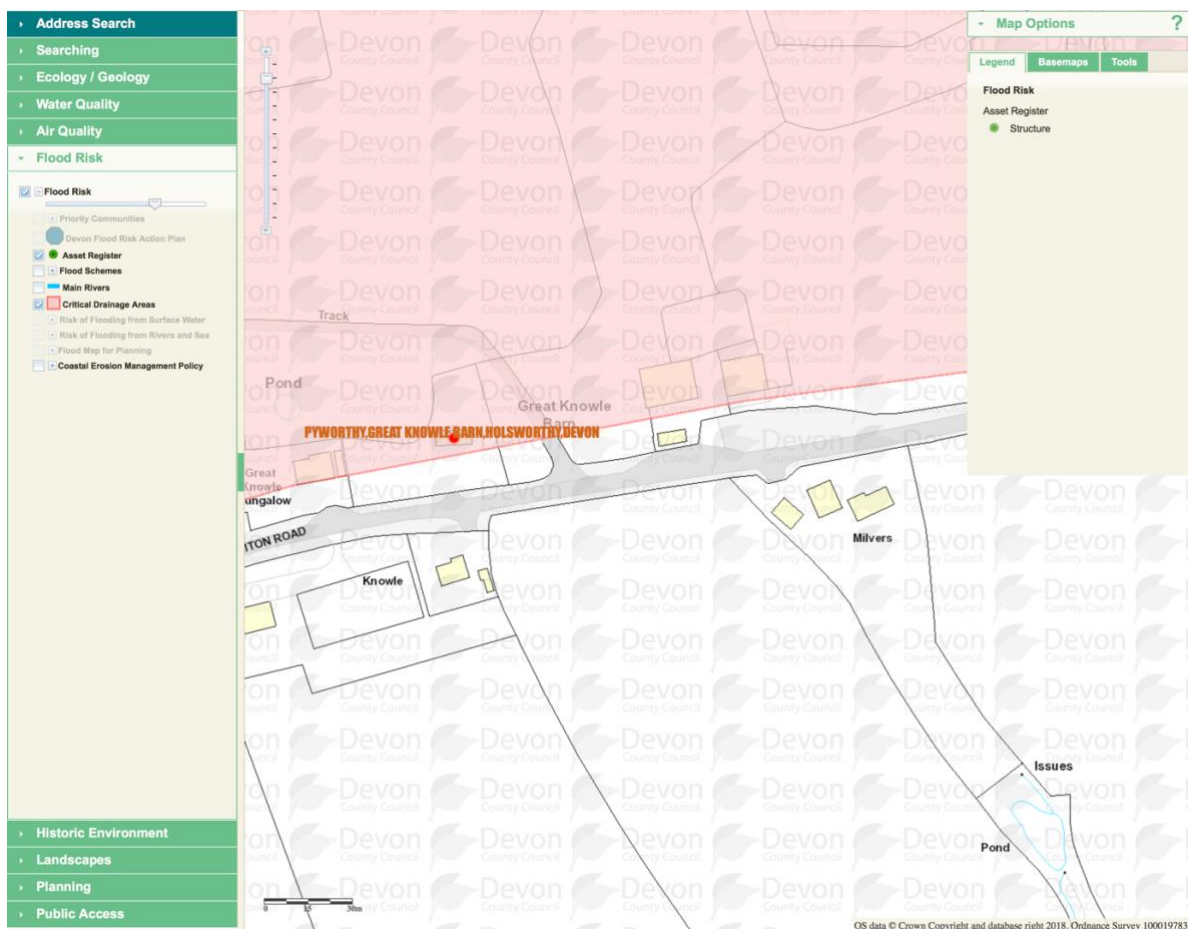 Address Search
Searching
Ecology / Geology
Water Quality
Air Quality
Flood Risk
Flood Risk
Priority Communities
Devon Flood Risk Action Plan
Asset Register
Flood Schemes
Main Rivers
Critical Drainage Areas
Risk of Flooding from Surface Water
Risk of Flooding from Rivers and Sea
Flood Map for Planning
Coastal Erosion Management Policy
Historic Environment
Landscapes
Planning
Public Access
Map Options ?
Legend Basemaps Tools
Flood Risk
Asset Register
Structure
Devon
County Council
Track
Pond
Great Knowle
Barn
PYWORTHY,GREAT KNOWLE BARN,HOLSWORTHY,DEVON
Great
Knowle
ungalow
ITON ROAD
Knowle
Milvers
Issues
Pond
0 15 30m
OS data © Crown Copyright and database right 2018. Ordnance Survey 100019783